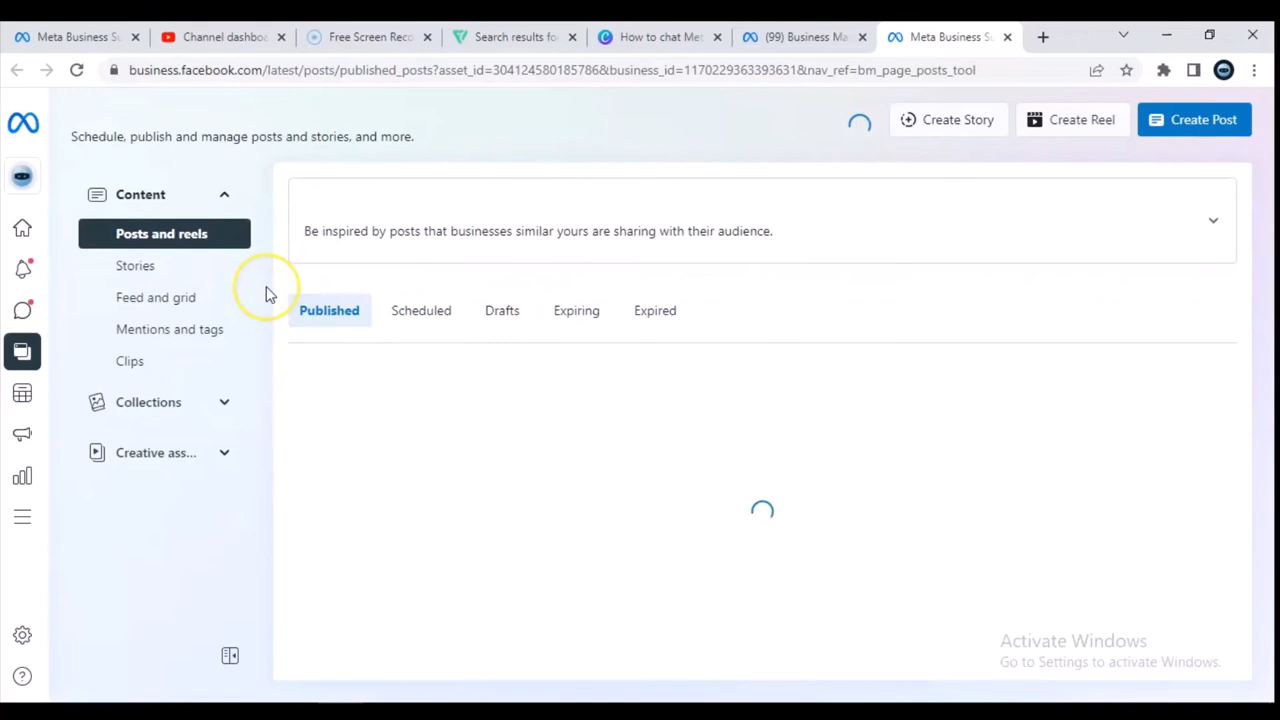 Meta Business Su
Channel dashboa
Free Screen Reco
Search results fo
How to chat Met
(99) Business Ma
Meta Business Su
business.facebook.com/latest/posts/published_posts?asset_id=304124580185786&business_id=1170229363393631&nav_ref=bm_page_posts_tool
Schedule, publish and manage posts and stories, and more.
Create Story
Create Reel
Create Post
Content
Posts and reels
Stories
Feed and grid
Mentions and tags
Clips
Collections
Creative ass...
Be inspired by posts that businesses similar yours are sharing with their audience.
Published
Scheduled
Drafts
Expiring
Expired
Activate Windows
Go to Settings to activate Windows.